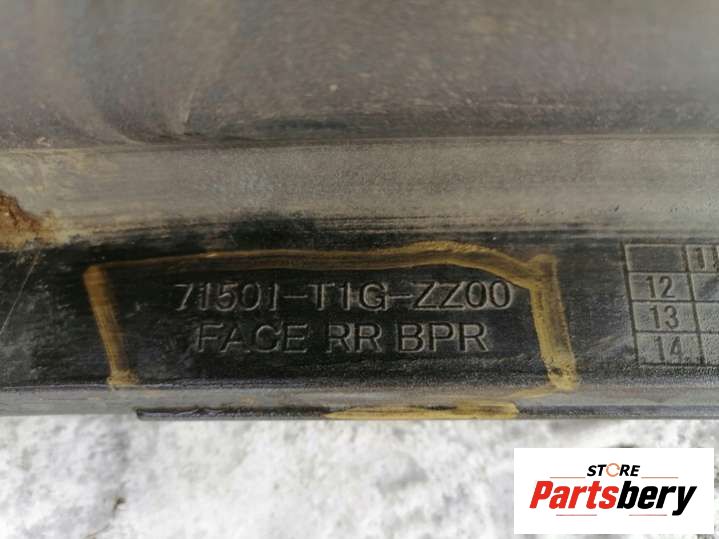 71501-T1G-ZZ00
FACE RR BPR
12
13
14
STORE
Partsbery